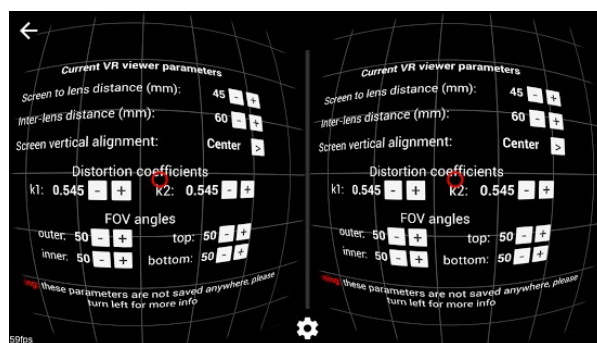 Current VR viewer parameters
Screen to lens distance (mm): 45 - +
Inter-lens distance (mm): 60 - +
Screen vertical alignment: Center >
Distortion coefficients
k1: 0.545 - + k2: 0.545 - +
FOV angles
outer: 50 - + top: 50 - +
inner: 50 - + bottom: 50 - +
these parameters are not saved anywhere, please
turn left for more info
Current VR viewer parameters
Screen to lens distance (mm): 45 - +
Inter-lens distance (mm): 60 - +
Screen vertical alignment: Center >
Distortion coefficients
k1: 0.545 - + k2: 0.545 - +
FOV angles
outer: 50 - + top: 50 - +
inner: 50 - + bottom: 50 - +
these parameters are not saved anywhere, please
turn left for more info
59fps